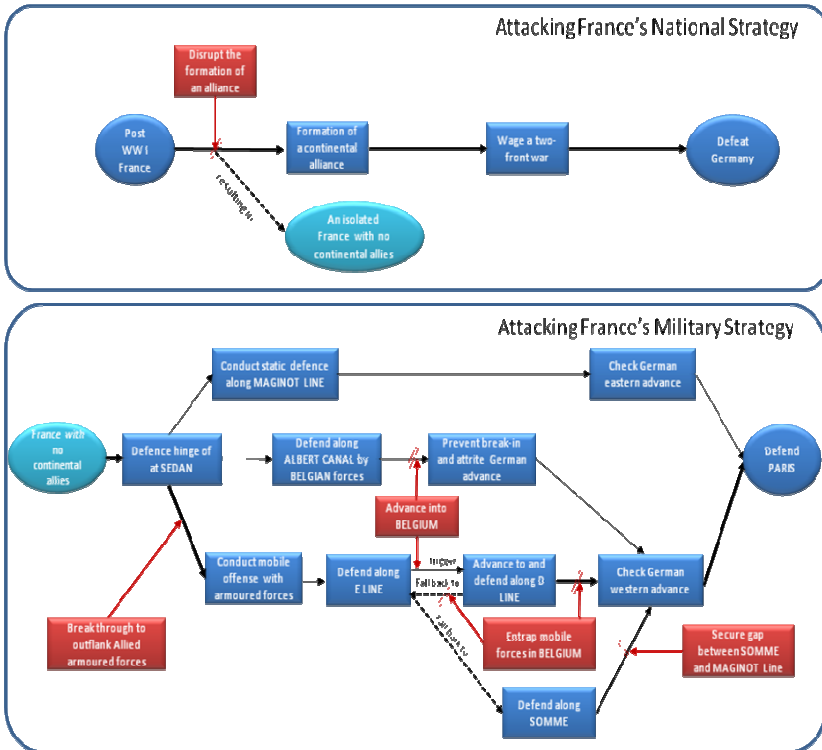 Attacking France's National Strategy
Disrupt the
formation of
an alliance
Post
WW I
France
Formation of
a continental
alliance
Wage a two-
front war
Defeat
Germany
resulting in
An isolated
France with no
continental allies
Attacking France's Military Strategy
Conduct static defence
along MAGINOT LINE
Check German
eastern advance
France with
no
continental
allies
Defence hinge of
at SEDAN
Defend along
ALBERT CANAL by
BELGIAN forces
Prevent break-in
and attrite German
advance
Defend
PARIS
Advance into
BELGIUM
Conduct mobile
offense with
armoured forces
Defend along
E LINE
trigger
Fall back to
Advance to and
defend along D
LINE
Check German
western advance
Fall back to
Breakthrough to
outflank Allied
armoured forces
Entrap mobile
forces in BELGIUM
Secure gap
between SOMME
and MAGINOT Line
Defend along
SOMME